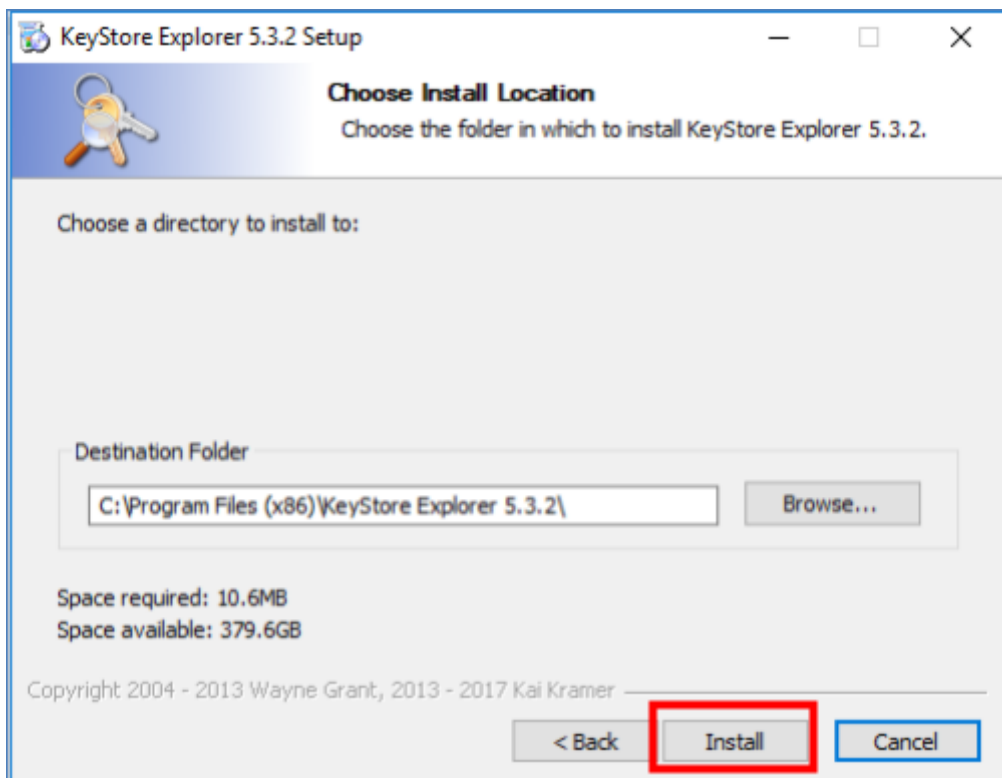 KeyStore Explorer 5.3.2 Setup
Choose Install Location
Choose the folder in which to install KeyStore Explorer 5.3.2.
Choose a directory to install to:
Destination Folder
C:\Program Files (x86)\KeyStore Explorer 5.3.2\
Browse...
Space required: 10.6MB
Space available: 379.6GB
Copyright 2004 - 2013 Wayne Grant, 2013 - 2017 Kai Kramer
< Back
Install
Cancel